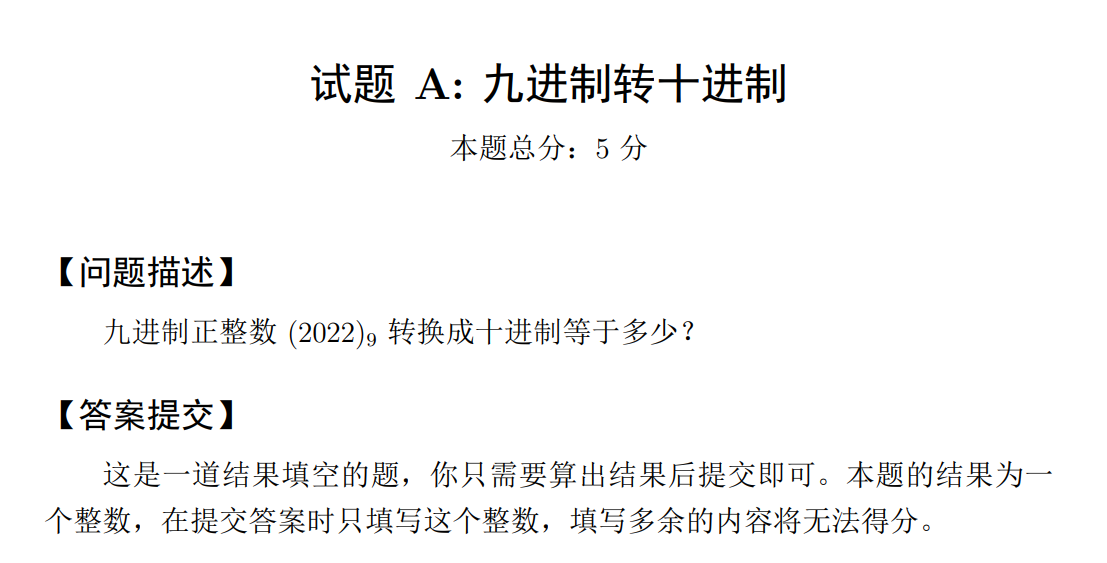 试题 A: 九进制转十进制
本题总分：5 分
【问题描述】
九进制正整数 (2022)₉ 转换成十进制等于多少？
【答案提交】
这是一道结果填空的题，你只需要算出结果后提交即可。本题的结果为一
个整数，在提交答案时只填写这个整数，填写多余的内容将无法得分。